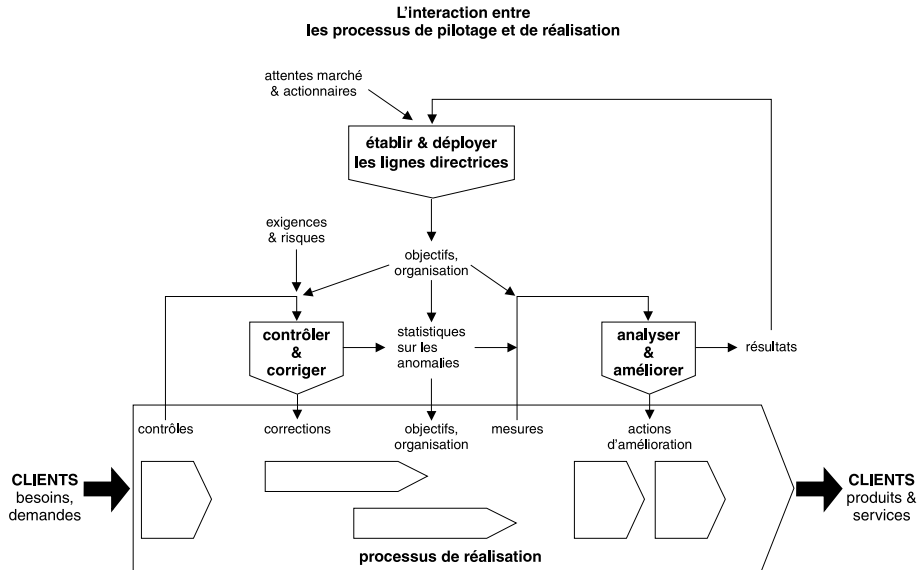 L'interaction entre
les processus de pilotage et de réalisation
attentes marché
& actionnaires
établir & déployer
les lignes directrices
exigences
& risques
objectifs,
organisation
contrôler
&
corriger
statistiques
sur les
anomalies
analyser
&
améliorer
résultats
contrôles
corrections
objectifs,
organisation
mesures
actions
d'amélioration
CLIENTS
besoins,
demandes
CLIENTS
produits &
services
processus de réalisation